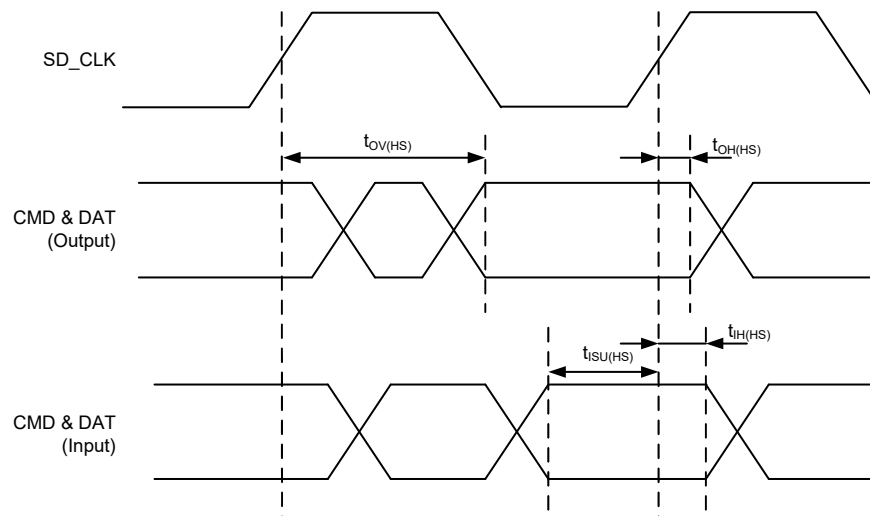 SD_CLK
tOV(HS)
tOH(HS)
CMD & DAT
(Output)
tIH(HS)
tISU(HS)
CMD & DAT
(Input)